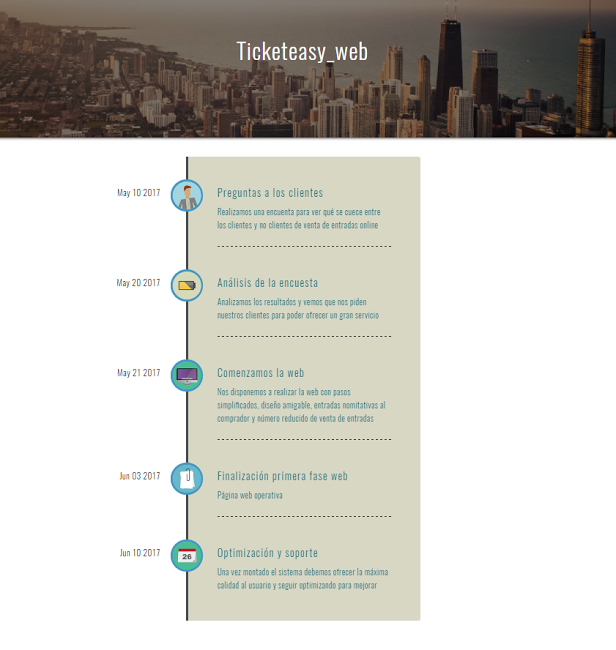 Ticketeasy_web
May 10 2017
Preguntas a los clientes
Realizamos una encuenta para ver qué se cuece entre
los clientes y no clientes de venta de entradas online
May 20 2017
Análisis de la encuesta
Analizamos los resultados y vemos que nos piden
nuestros clientes para poder ofrecer un gran servicio
May 21 2017
Comenzamos la web
Nos disponemos a realizar la web con pasos
simplificados, diseño amigable, entradas nomitativas al
comprador y número reducido de venta de entradas
Jun 03 2017
Finalización primera fase web
Página web operativa
Jun 10 2017
26
Optimización y soporte
Una vez montado el sistema debemos ofrecer la máxima
calidad al usuario y seguir optimizando para mejorar